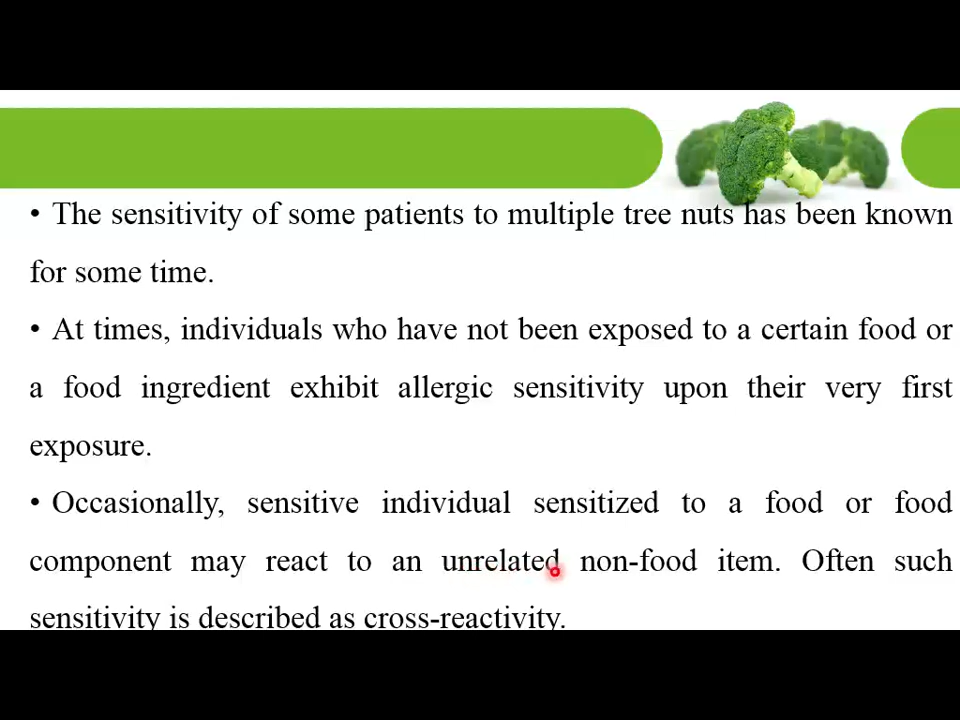 • The sensitivity of some patients to multiple tree nuts has been known
for some time.
• At times, individuals who have not been exposed to a certain food or
a food ingredient exhibit allergic sensitivity upon their very first
exposure.
• Occasionally, sensitive individual sensitized to a food or food
component may react to an unrelated non-food item. Often such
sensitivity is described as cross-reactivity.